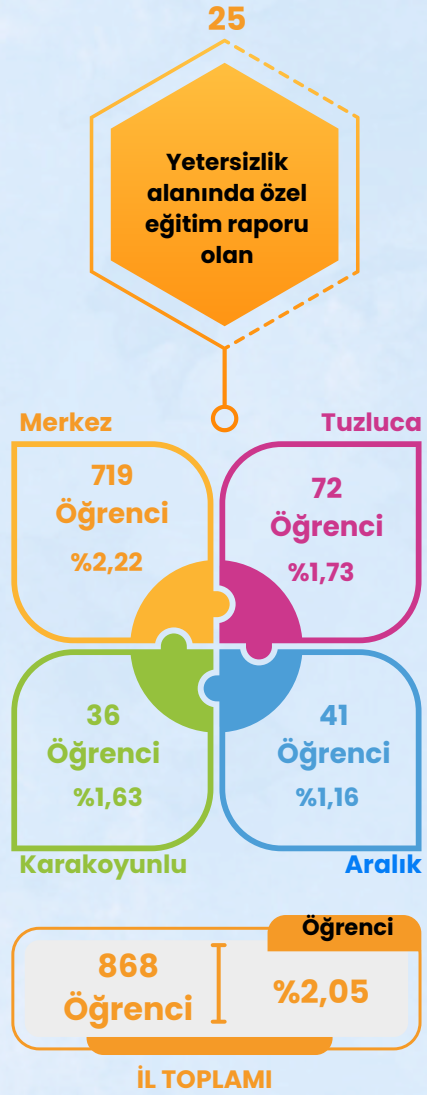 25
Yetersizlik
alanında özel
eğitim raporu
olan
Merkez
719
Öğrenci
%2,22
Tuzluca
72
Öğrenci
%1,73
36
Öğrenci
%1,63
Karakoyunlu
41
Öğrenci
%1,16
Aralık
Öğrenci
868
Öğrenci
%2,05
İL TOPLAMI